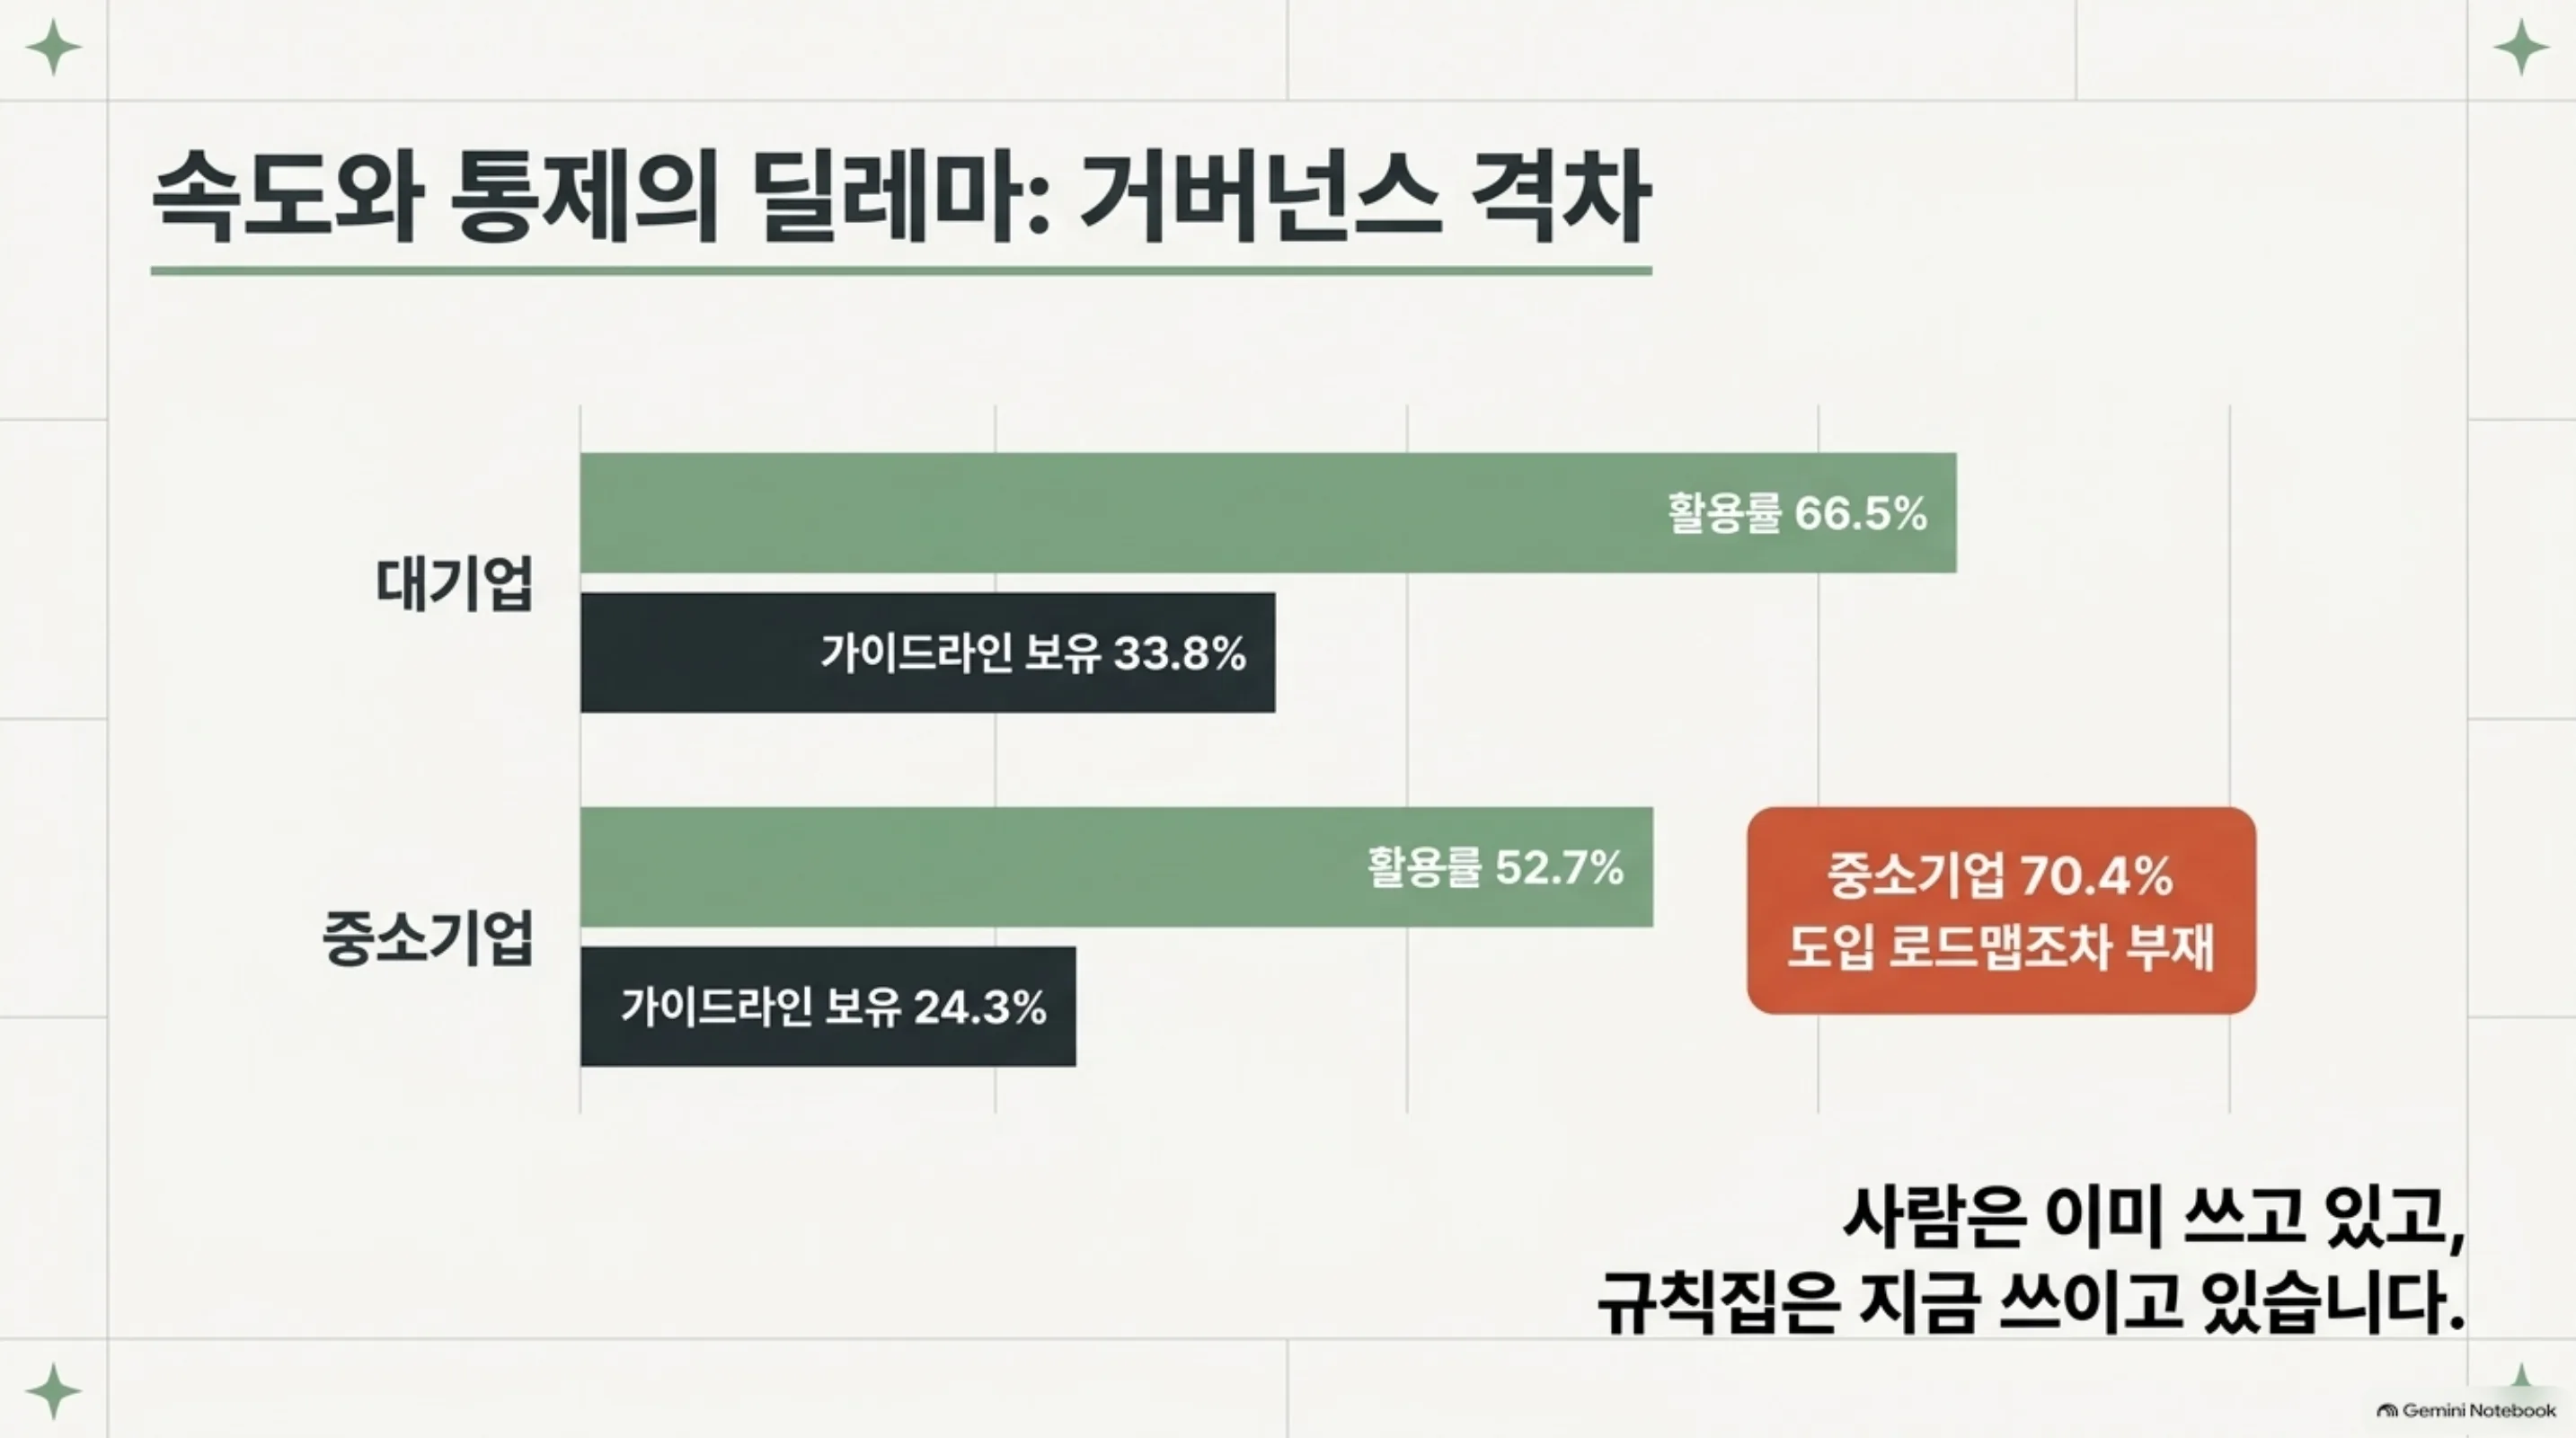 속도와 통제의 딜레마: 거버넌스 격차
대기업
활용률 66.5%
가이드라인 보유 33.8%
중소기업
활용률 52.7%
가이드라인 보유 24.3%
중소기업 70.4%
도입 로드맵조차 부재
사람은 이미 쓰고 있고,
규칙집은 지금 쓰이고 있습니다.
Gemini Notebook